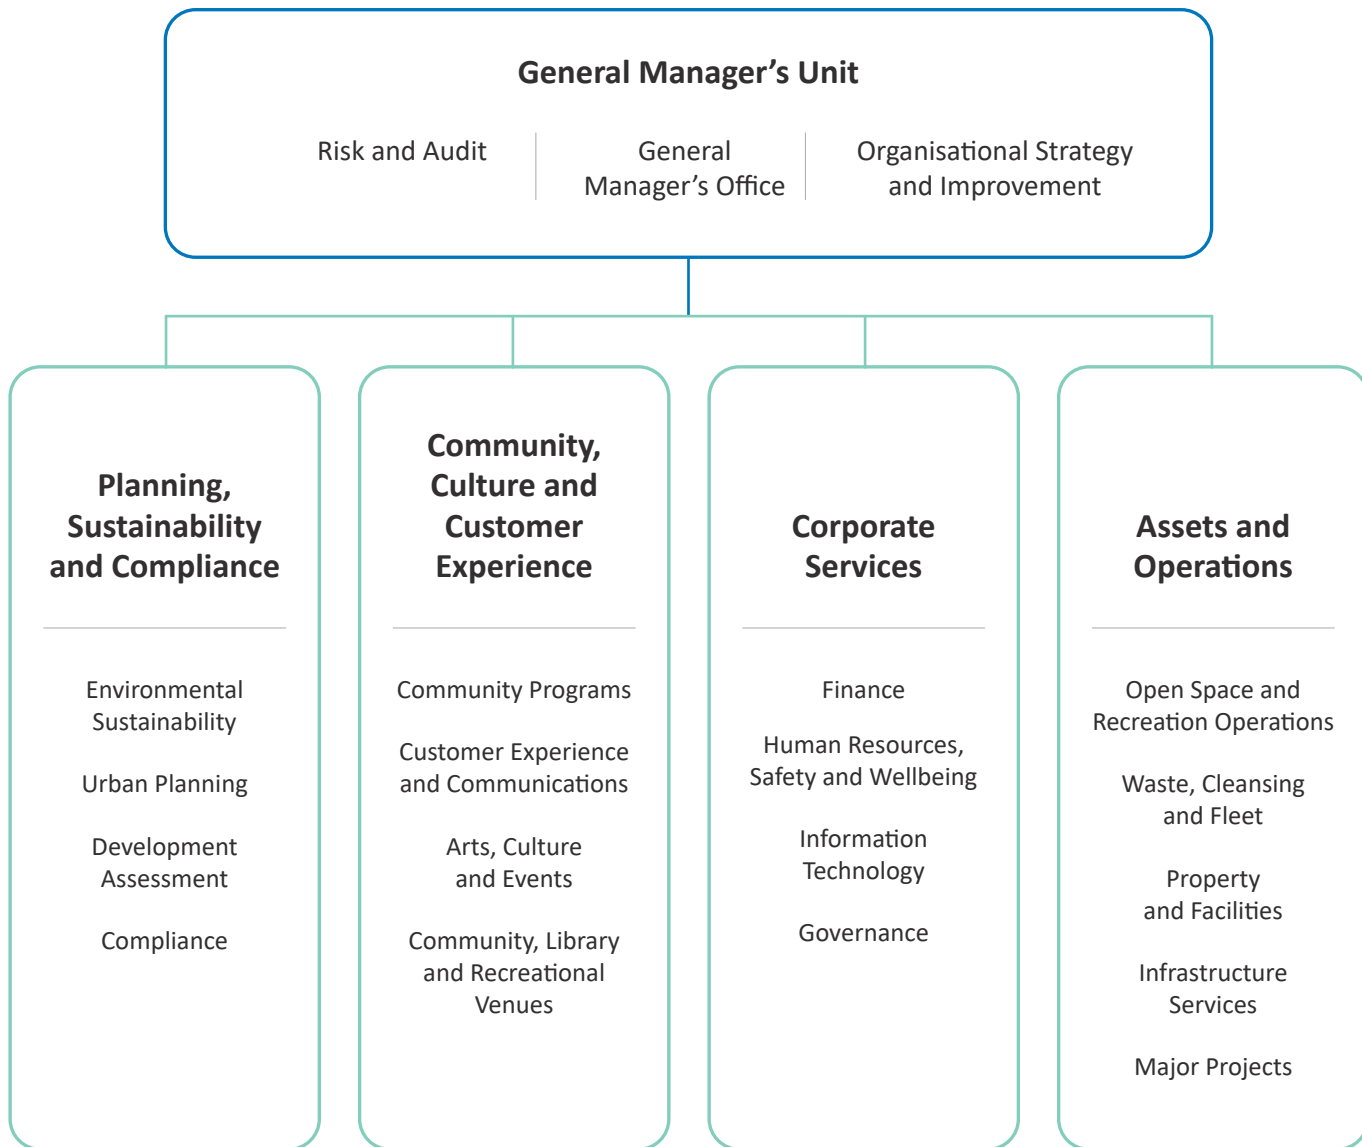 General Manager’s Unit
Risk and Audit
General
Manager’s Office
Organisational Strategy
and Improvement
Planning,
Sustainability
and Compliance
Environmental
Sustainability
Urban Planning
Development
Assessment
Compliance
Community,
Culture and
Customer
Experience
Community Programs
Customer Experience
and Communications
Arts, Culture
and Events
Community, Library
and Recreational
Venues
Corporate
Services
Finance
Human Resources,
Safety and Wellbeing
Information
Technology
Governance
Assets and
Operations
Open Space and
Recreation Operations
Waste, Cleansing
and Fleet
Property
and Facilities
Infrastructure
Services
Major Projects